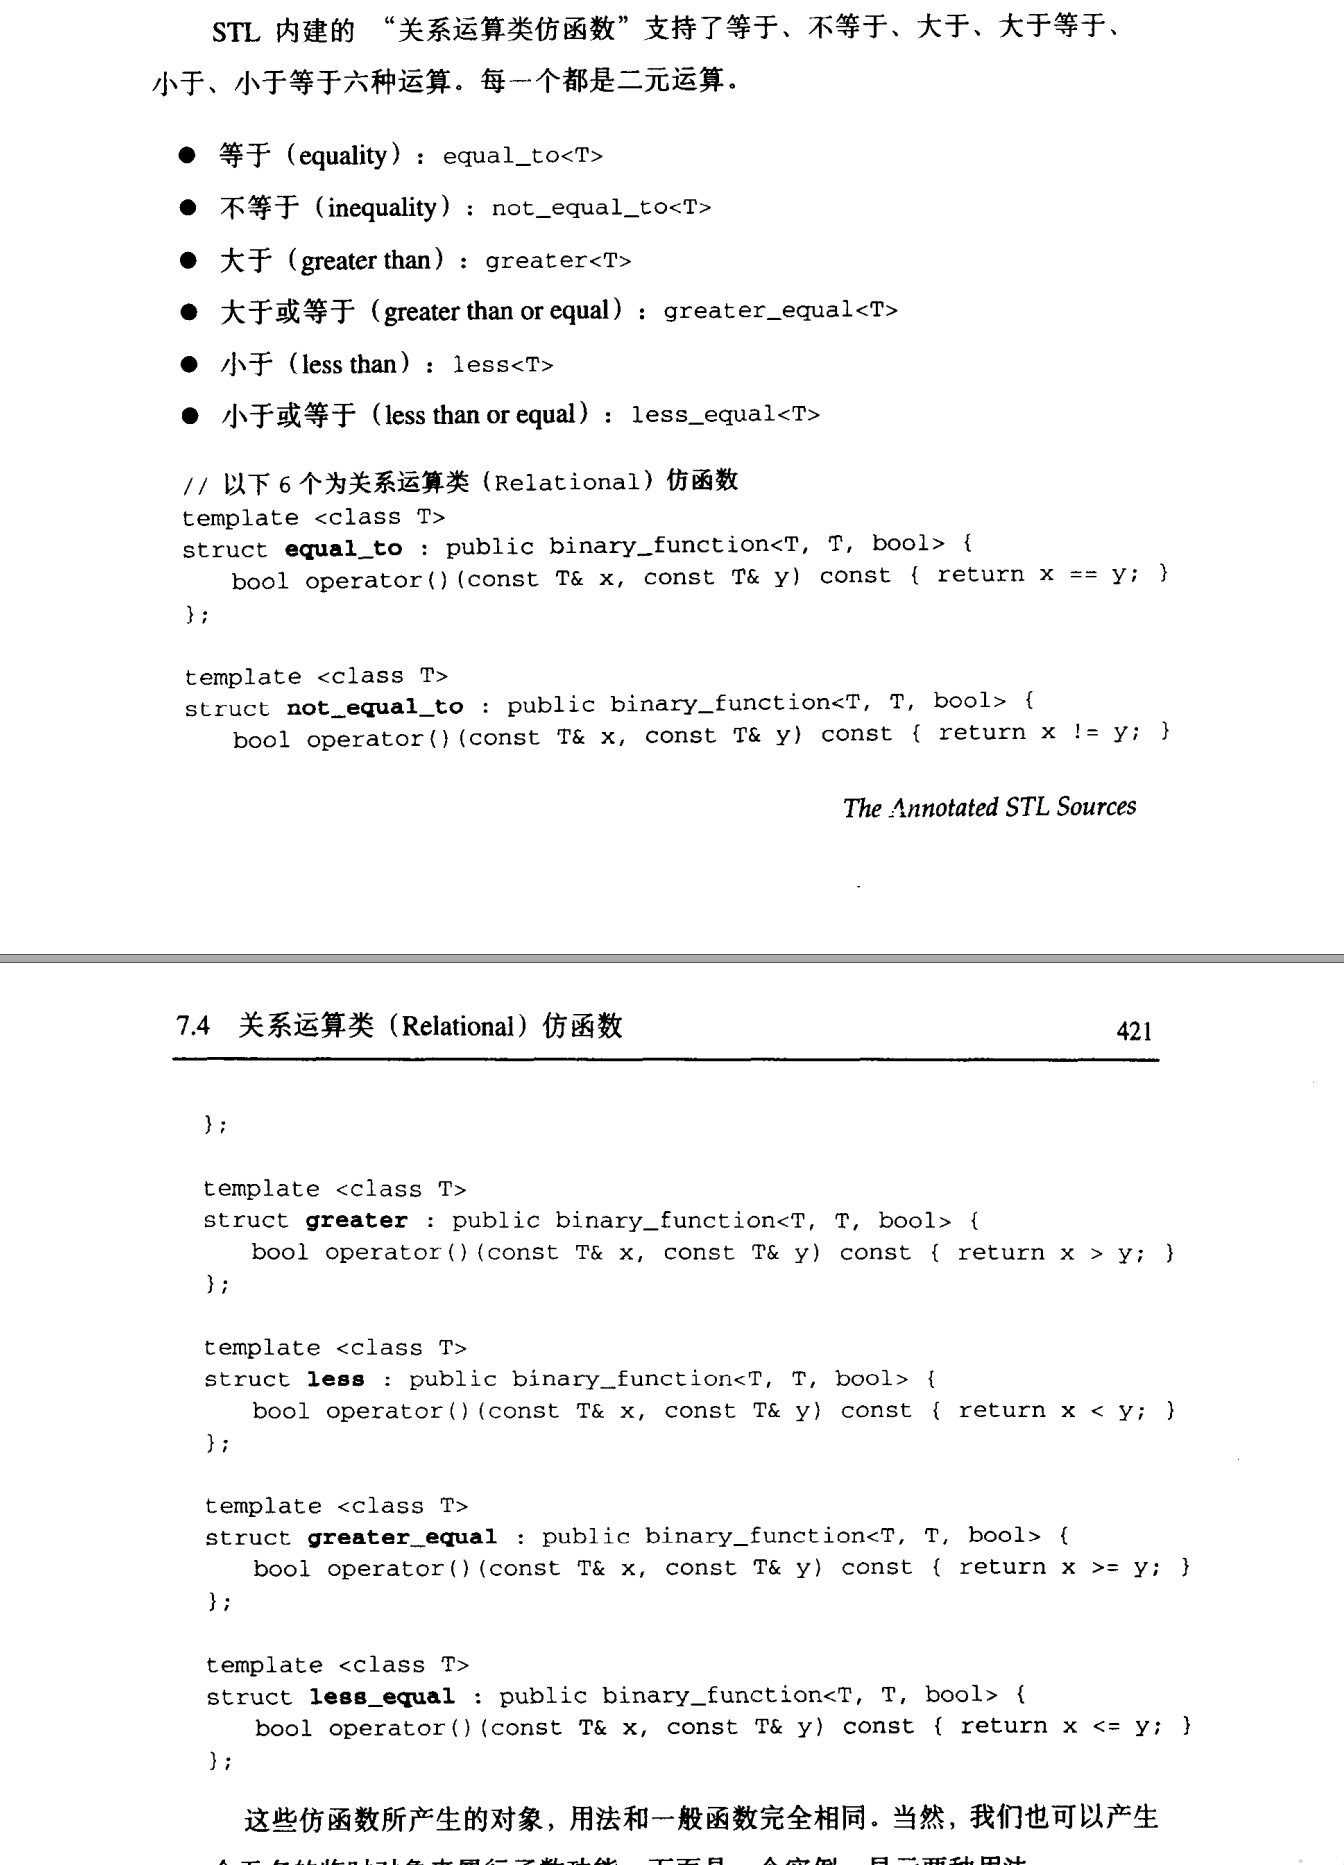 STL 内建的 “关系运算类仿函数”支持了等于、不等于、大于、大于等于、
小于、小于等于六种运算。每一个都是二元运算。
● 等于（equality）: equal_to<T>
● 不等于（inequality）: not_equal_to<T>
● 大于（greater than）: greater<T>
● 大于或等于（greater than or equal）: greater_equal<T>
● 小于（less than）: less<T>
● 小于或等于（less than or equal）: less_equal<T>
// 以下 6 个为关系运算类（Relational）仿函数
template <class T>
struct equal_to : public binary_function<T, T, bool> {
bool operator()(const T& x, const T& y) const { return x == y; }
};
template <class T>
struct not_equal_to : public binary_function<T, T, bool> {
bool operator()(const T& x, const T& y) const { return x != y; }
The Annotated STL Sources
7.4 关系运算类（Relational）仿函数 421
};
template <class T>
struct greater : public binary_function<T, T, bool> {
bool operator()(const T& x, const T& y) const { return x > y; }
};
template <class T>
struct less : public binary_function<T, T, bool> {
bool operator()(const T& x, const T& y) const { return x < y; }
};
template <class T>
struct greater_equal : public binary_function<T, T, bool> {
bool operator()(const T& x, const T& y) const { return x >= y; }
};
template <class T>
struct less_equal : public binary_function<T, T, bool> {
bool operator()(const T& x, const T& y) const { return x <= y; }
};
这些仿函数所产生的对象，用法和一般函数完全相同。当然，我们也可以产生